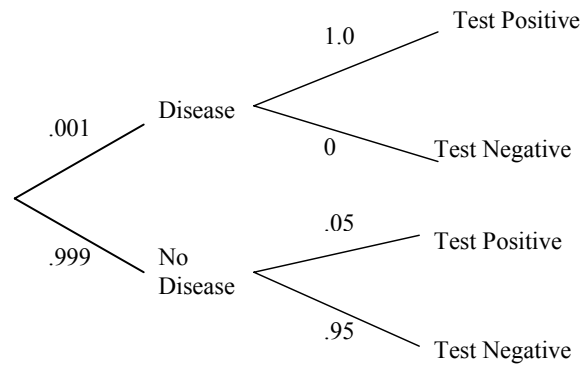 Test Positive
1.0
Disease
.001
0
Test Negative
.05
Test Positive
.999
No
Disease
.95
Test Negative